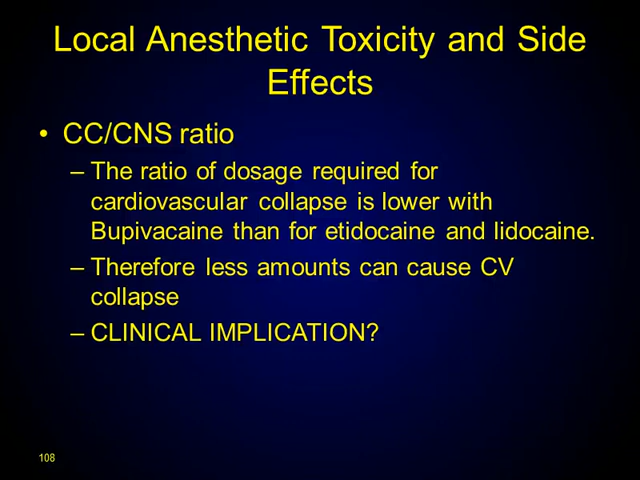 Local Anesthetic Toxicity and Side
Effects
• CC/CNS ratio
– The ratio of dosage required for
cardiovascular collapse is lower with
Bupivacaine than for etidocaine and lidocaine.
– Therefore less amounts can cause CV
collapse
– CLINICAL IMPLICATION?
108